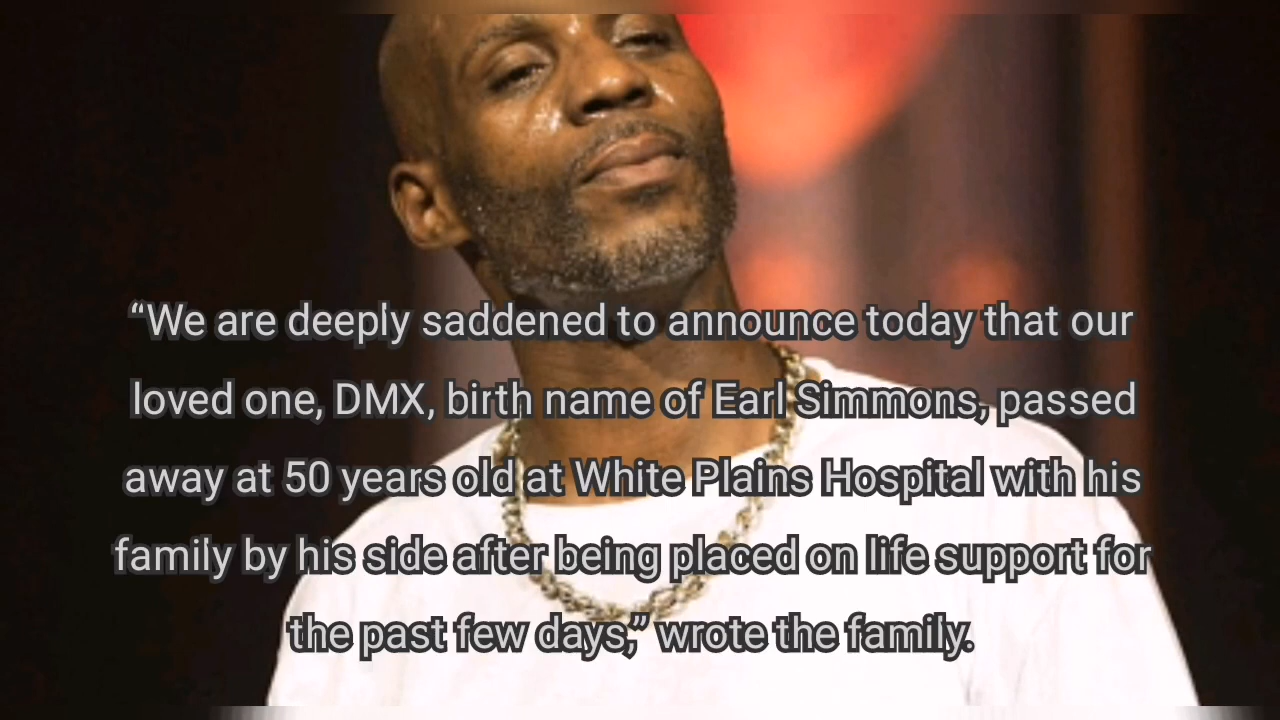 “We are deeply saddened to announce today that our
loved one, DMX, birth name of Earl Simmons, passed
away at 50 years old at White Plains Hospital with his
family by his side after being placed on life support for
the past few days,” wrote the family.